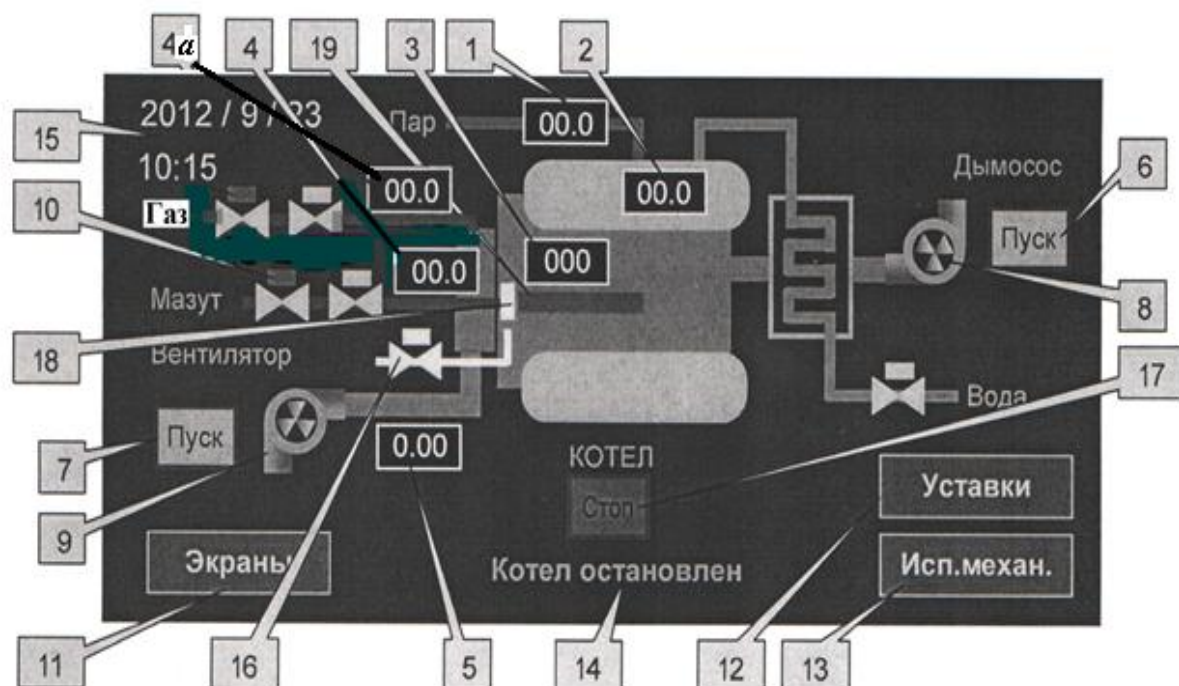 4a 4 19 3 1 2
2012 / 9 / 23
15
Пар 00.0
10:15
00.0 00.0
Дымосос 6
10 Газ
Пуск
00.0 000
Мазут
8
18 Вентилятор
17
Вода
7 Пуск
0.00 КОТЕЛ
Уставки
Стоп
9
Экраны Котел остановлен Исп.механ.
11 16 5 14 12 13